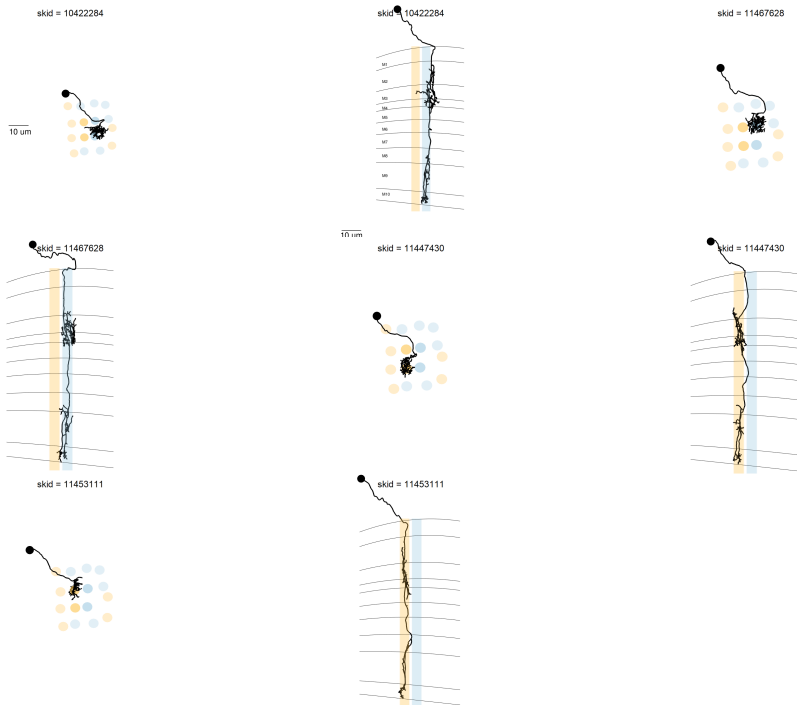 skid = 10422284
skid = 10422284
skid = 11467628
10 um
M1
M2
M3
M4
M5
M6
M7
M8
M9
M10
10 um
skid = 11467628
skid = 11447430
skid = 11447430
skid = 11453111
skid = 11453111